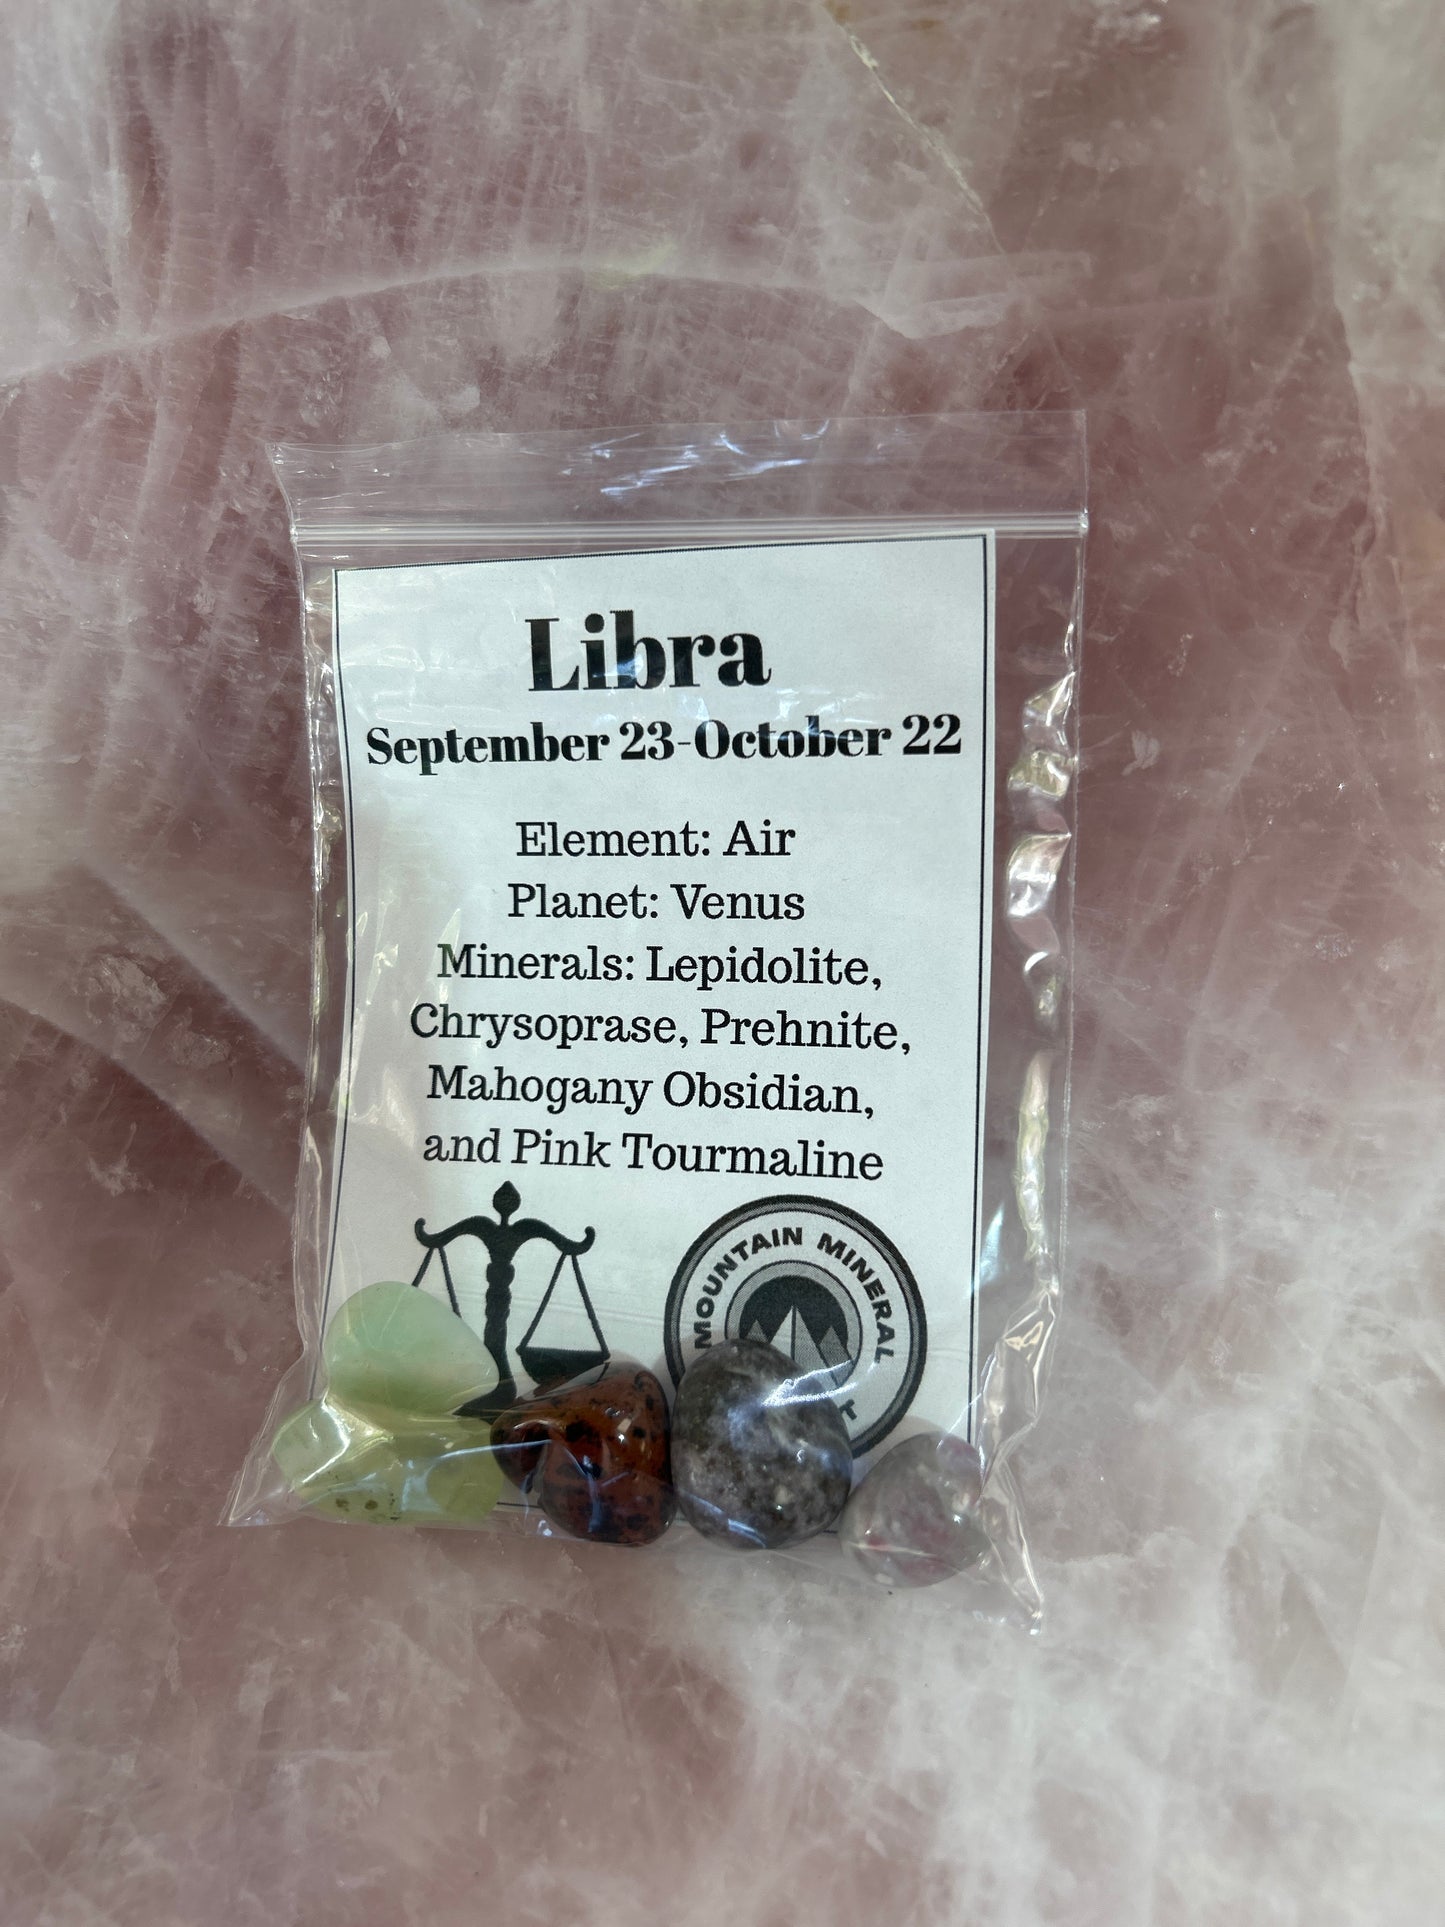 Libra
September 23-October 22
Element: Air
Planet: Venus
Minerals: Lepidolite,
Chrysoprase, Prehnite,
Mahogany Obsidian,
and Pink Tourmaline
MOUNTAIN MINERAL